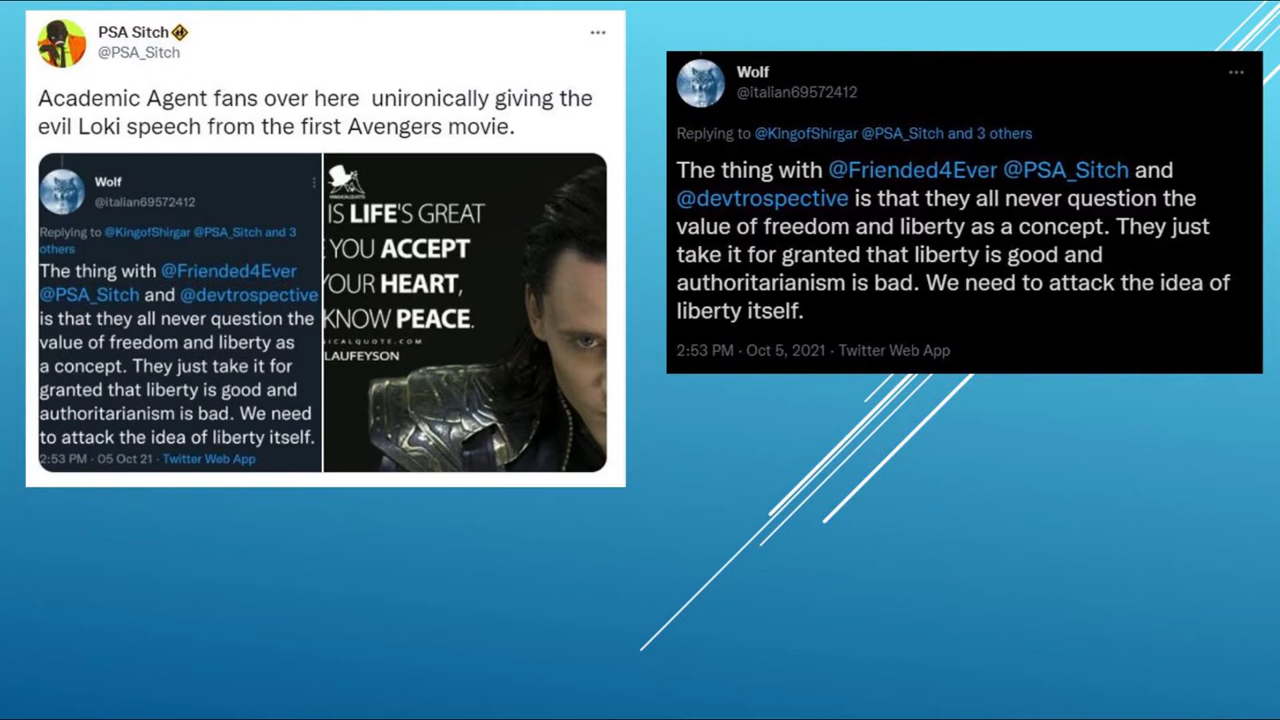 PSA Sitch
@PSA_Sitch
Academic Agent fans over here unironically giving the
evil Loki speech from the first Avengers movie.
Wolf
@italian69572412
Replying to @KingofShirgar @PSA_Sitch and 3
others
The thing with @Friended4Ever
@PSA_Sitch and @devtrospective
is that they all never question the
value of freedom and liberty as
a concept. They just take it for
granted that liberty is good and
authoritarianism is bad. We need
to attack the idea of liberty itself.
2:53 PM · 05 Oct 21 · Twitter Web App
MAGICALQUOTE
IS LIFE'S GREAT
YOU ACCEPT
OUR HEART,
KNOW PEACE.
ICALQUOTE.COM
LAUFEYSON
Wolf
@italian69572412
Replying to @KingofShirgar @PSA_Sitch and 3 others
The thing with @Friended4Ever @PSA_Sitch and
@devtrospective is that they all never question the
value of freedom and liberty as a concept. They just
take it for granted that liberty is good and
authoritarianism is bad. We need to attack the idea of
liberty itself.
2:53 PM · Oct 5, 2021 · Twitter Web App